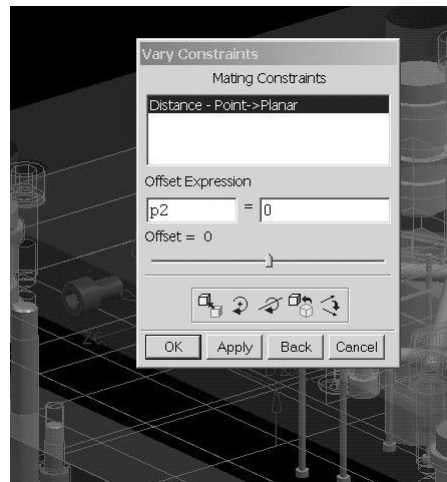 Vary Constraints
Mating Constraints
Distance - Point->Planar
Offset Expression
p2 = 0
Offset = 0
OK Apply Back Cancel